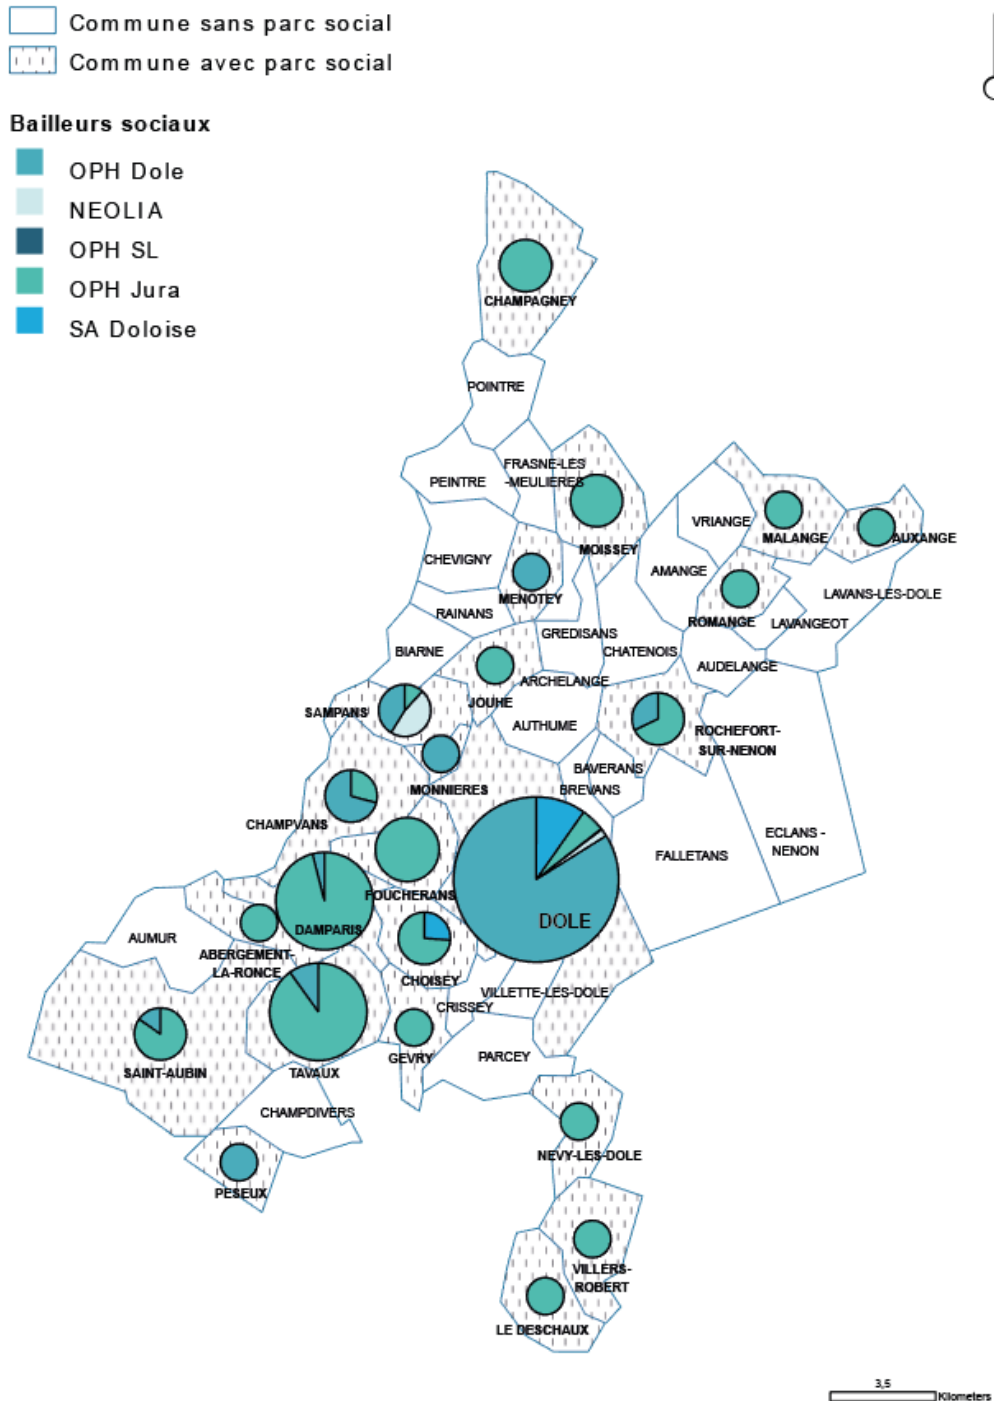 Commune sans parc social
Commune avec parc social
Bailleurs sociaux
OPH Dole
NEOLIA
OPH SL
OPH Jura
SA Doloise
CHAMPAGNEY
POINTRE
FRASNE-LES
-MEULIERES
PEINTRE
VRIANGE
MALANGE
AUXANGE
MOISSEY
CHEVIGNY
AMANGE
MENOTEY
LAVANS-LES-DOLE
RAINANS
ROMANGE
LAVANGEOT
GREDISANS
CHATENOIS
BIARNE
AUDELANGE
ARCHELANGE
JOUHE
SAMPANS
AUTHUME
ROCHEFORT-
SUR-NENON
BAVERANS
MONNIERES
BREVANS
CHAMPVANS
ECLANS -
NENON
FALLETANS
FOUCHERANS
DOLE
DAMPARIS
AUMUR
ABERGEMENT-
LA-RONCE
CHOISEY
VILLETTE-LES-DOLE
CRISSEY
GEVRY
PARCEY
SAINT-AUBIN
TAVAUX
CHAMPDIVERS
NEVY-LES-DOLE
PESEUX
VILLERS-
ROBERT
LE DESCHAUX
3,5
Kilometers